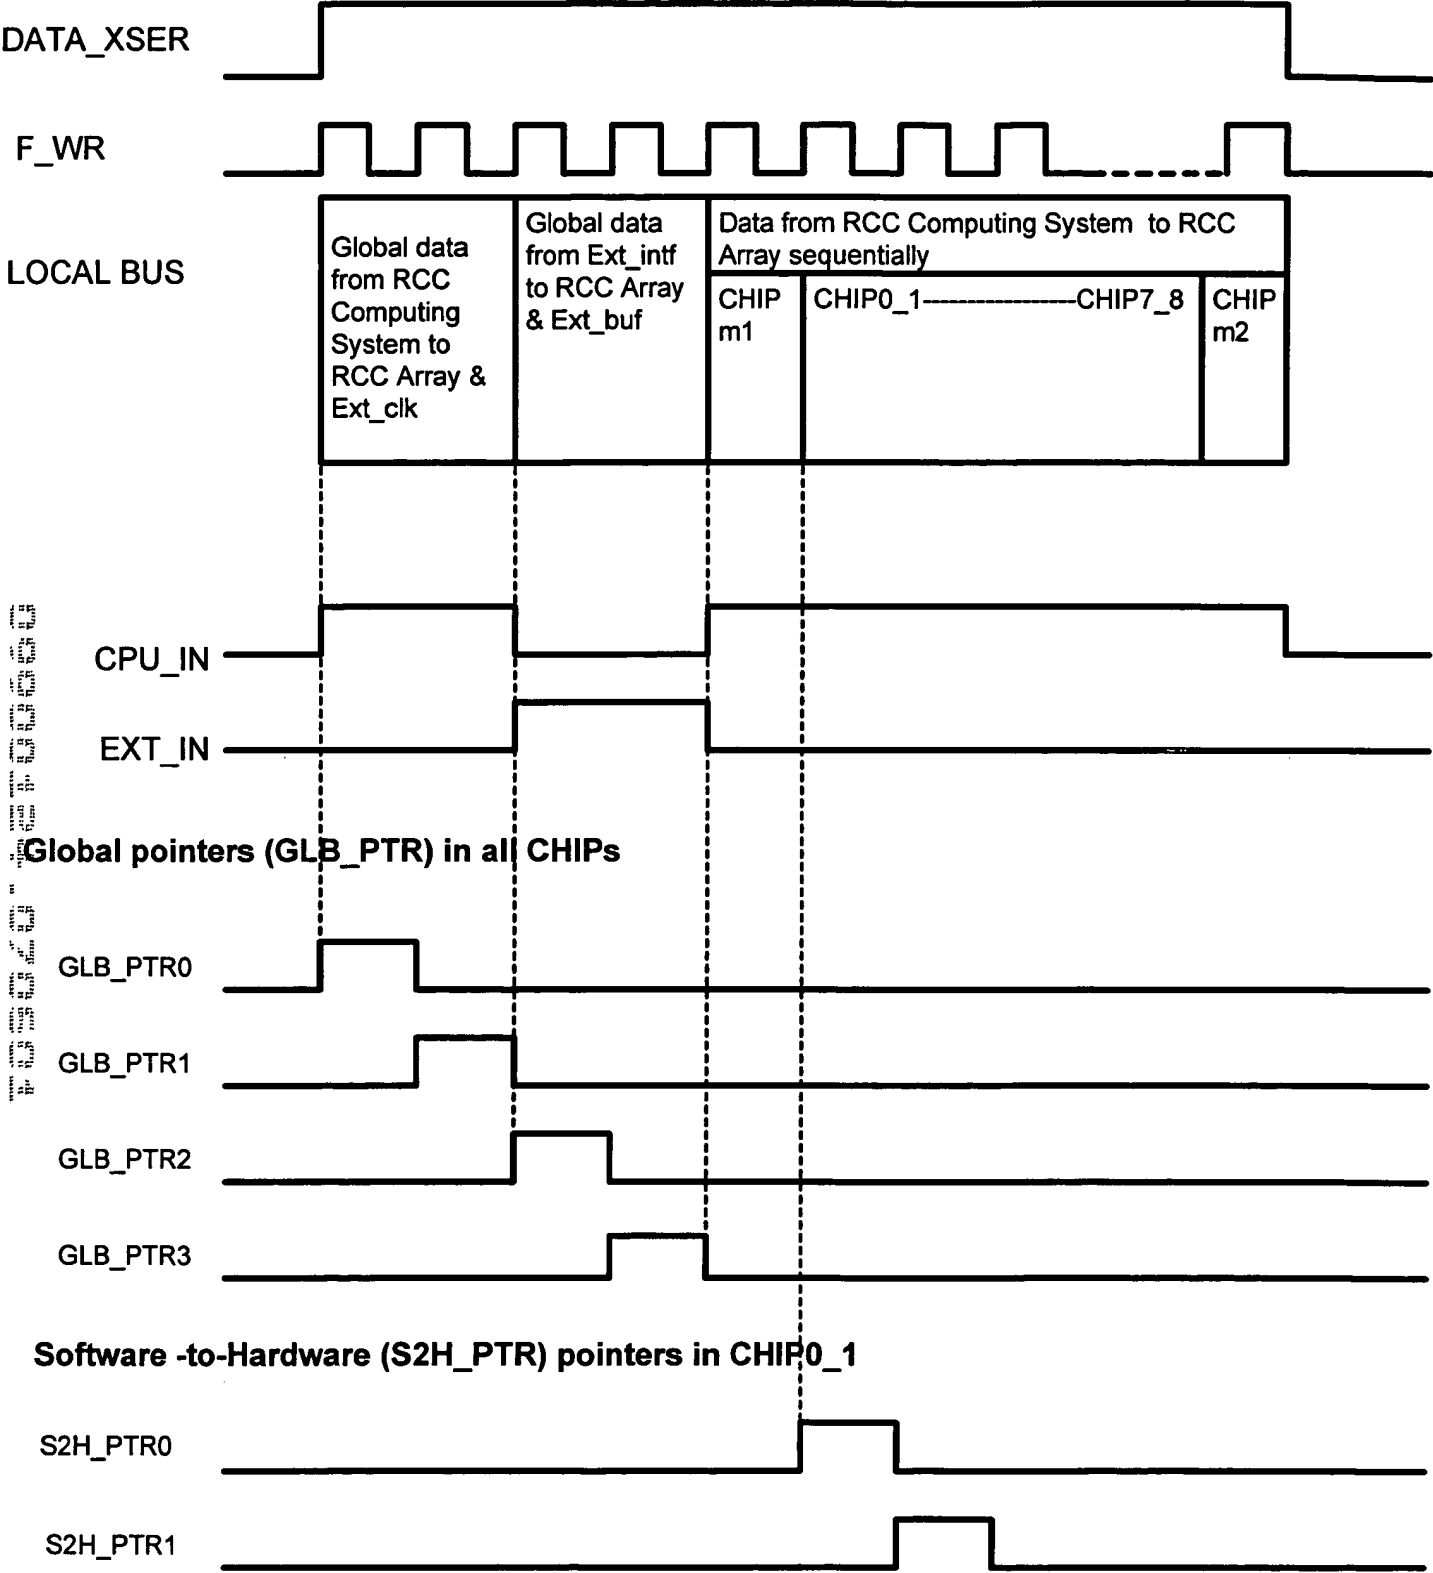 DATA_XSER
F_WR
LOCAL BUS
Global data
from RCC
Computing
System to
RCC Array &
Ext_clk
Global data
from Ext_intf
to RCC Array
& Ext_buf
Data from RCC Computing System to RCC
Array sequentially
CHIP
m1
CHIP0_1------------------CHIP7_8
CHIP
m2
CPU_IN
EXT_IN
Global pointers (GLB_PTR) in all CHIPs
GLB_PTR0
GLB_PTR1
GLB_PTR2
GLB_PTR3
Software -to-Hardware (S2H_PTR) pointers in CHIP0_1
S2H_PTR0
S2H_PTR1